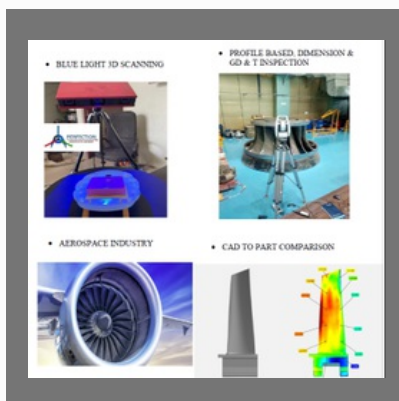 • BLUE LIGHT 3D SCANNING
• PROFILE BASED, DIMENSION &
GD & T INSPECTION
• AEROSPACE INDUSTRY
• CAD TO PART COMPARISON